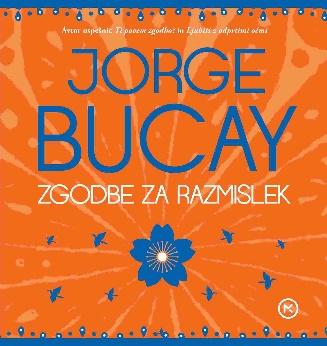 Avtor uspešnic Ti povem zgodbo? in Ljubiti z odprtimi očmi
JORGE
BUCAY
ZGODBE ZA RAZMISLEK
M